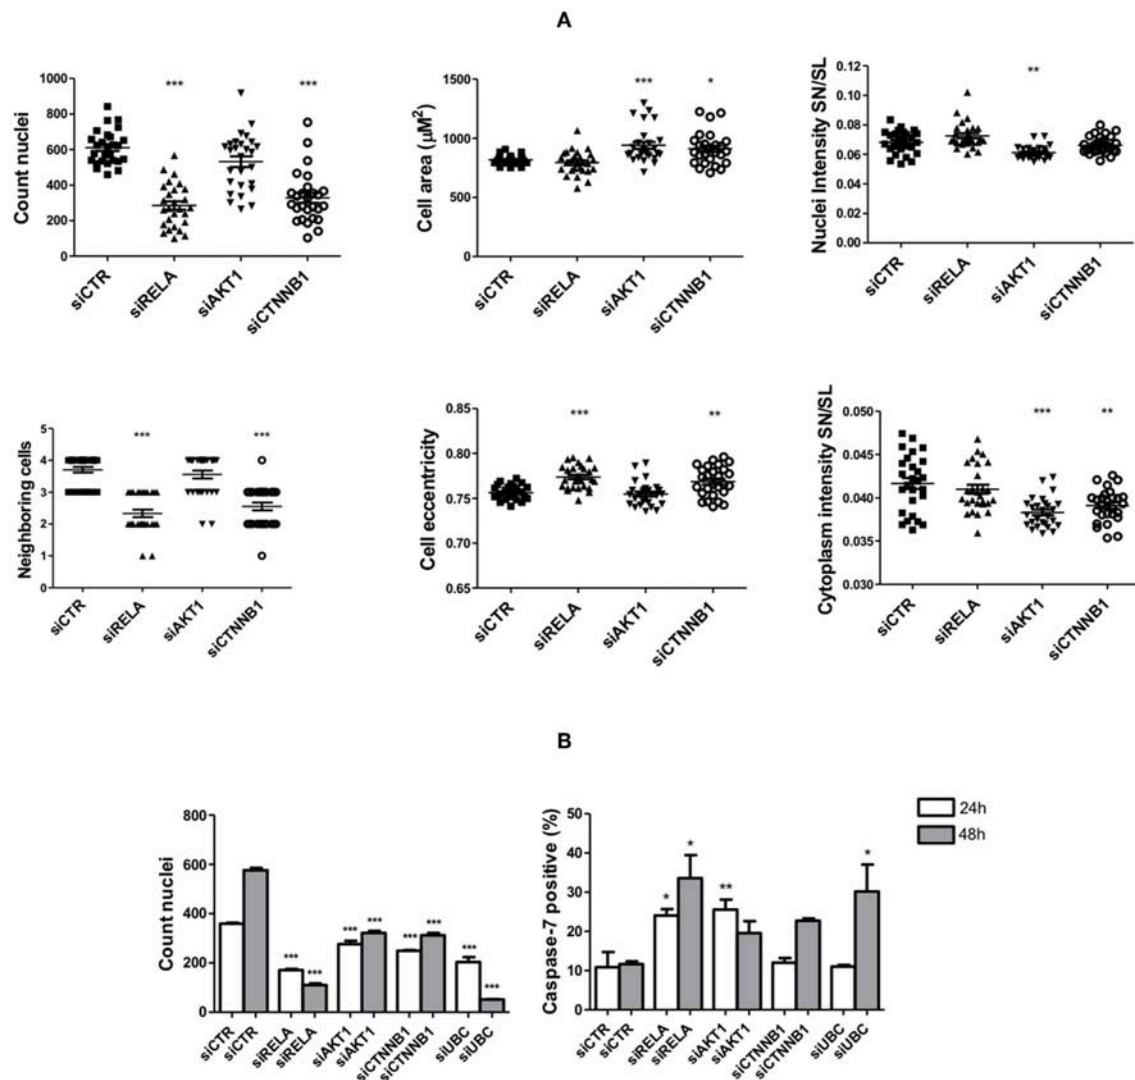 A
Count nuclei
1000
800
600
400
200
0
***
***
siCTR
siRELA
siAKT1
siCTNNB1
Cell area (μM²)
1500
1000
500
0
***
*
siCTR
siRELA
siAKT1
siCTNNB1
Nuclei Intensity SN/SL
0.12
0.10
0.08
0.06
0.04
0.02
0.00
**
siCTR
siRELA
siAKT1
siCTNNB1
Neighboring cells
5
4
3
2
1
0
***
***
siCTR
siRELA
siAKT1
siCTNNB1
Cell eccentricity
0.85
0.80
0.75
0.70
0.65
***
**
siCTR
siRELA
siAKT1
siCTNNB1
Cytoplasm intensity SN/SL
0.050
0.045
0.040
0.035
0.030
***
**
siCTR
siRELA
siAKT1
siCTNNB1
B
Count nuclei
800
600
400
200
0
***
***
***
***
***
***
***
***
siCTR
siCTR
siRELA
siRELA
siAKT1
siAKT1
siCTNNB1
siCTNNB1
siUBC
siUBC
Caspase-7 positive (%)
50
40
30
20
10
0
*
*
**
*
siCTR
siCTR
siRELA
siRELA
siAKT1
siAKT1
siCTNNB1
siCTNNB1
siUBC
siUBC
24h
48h